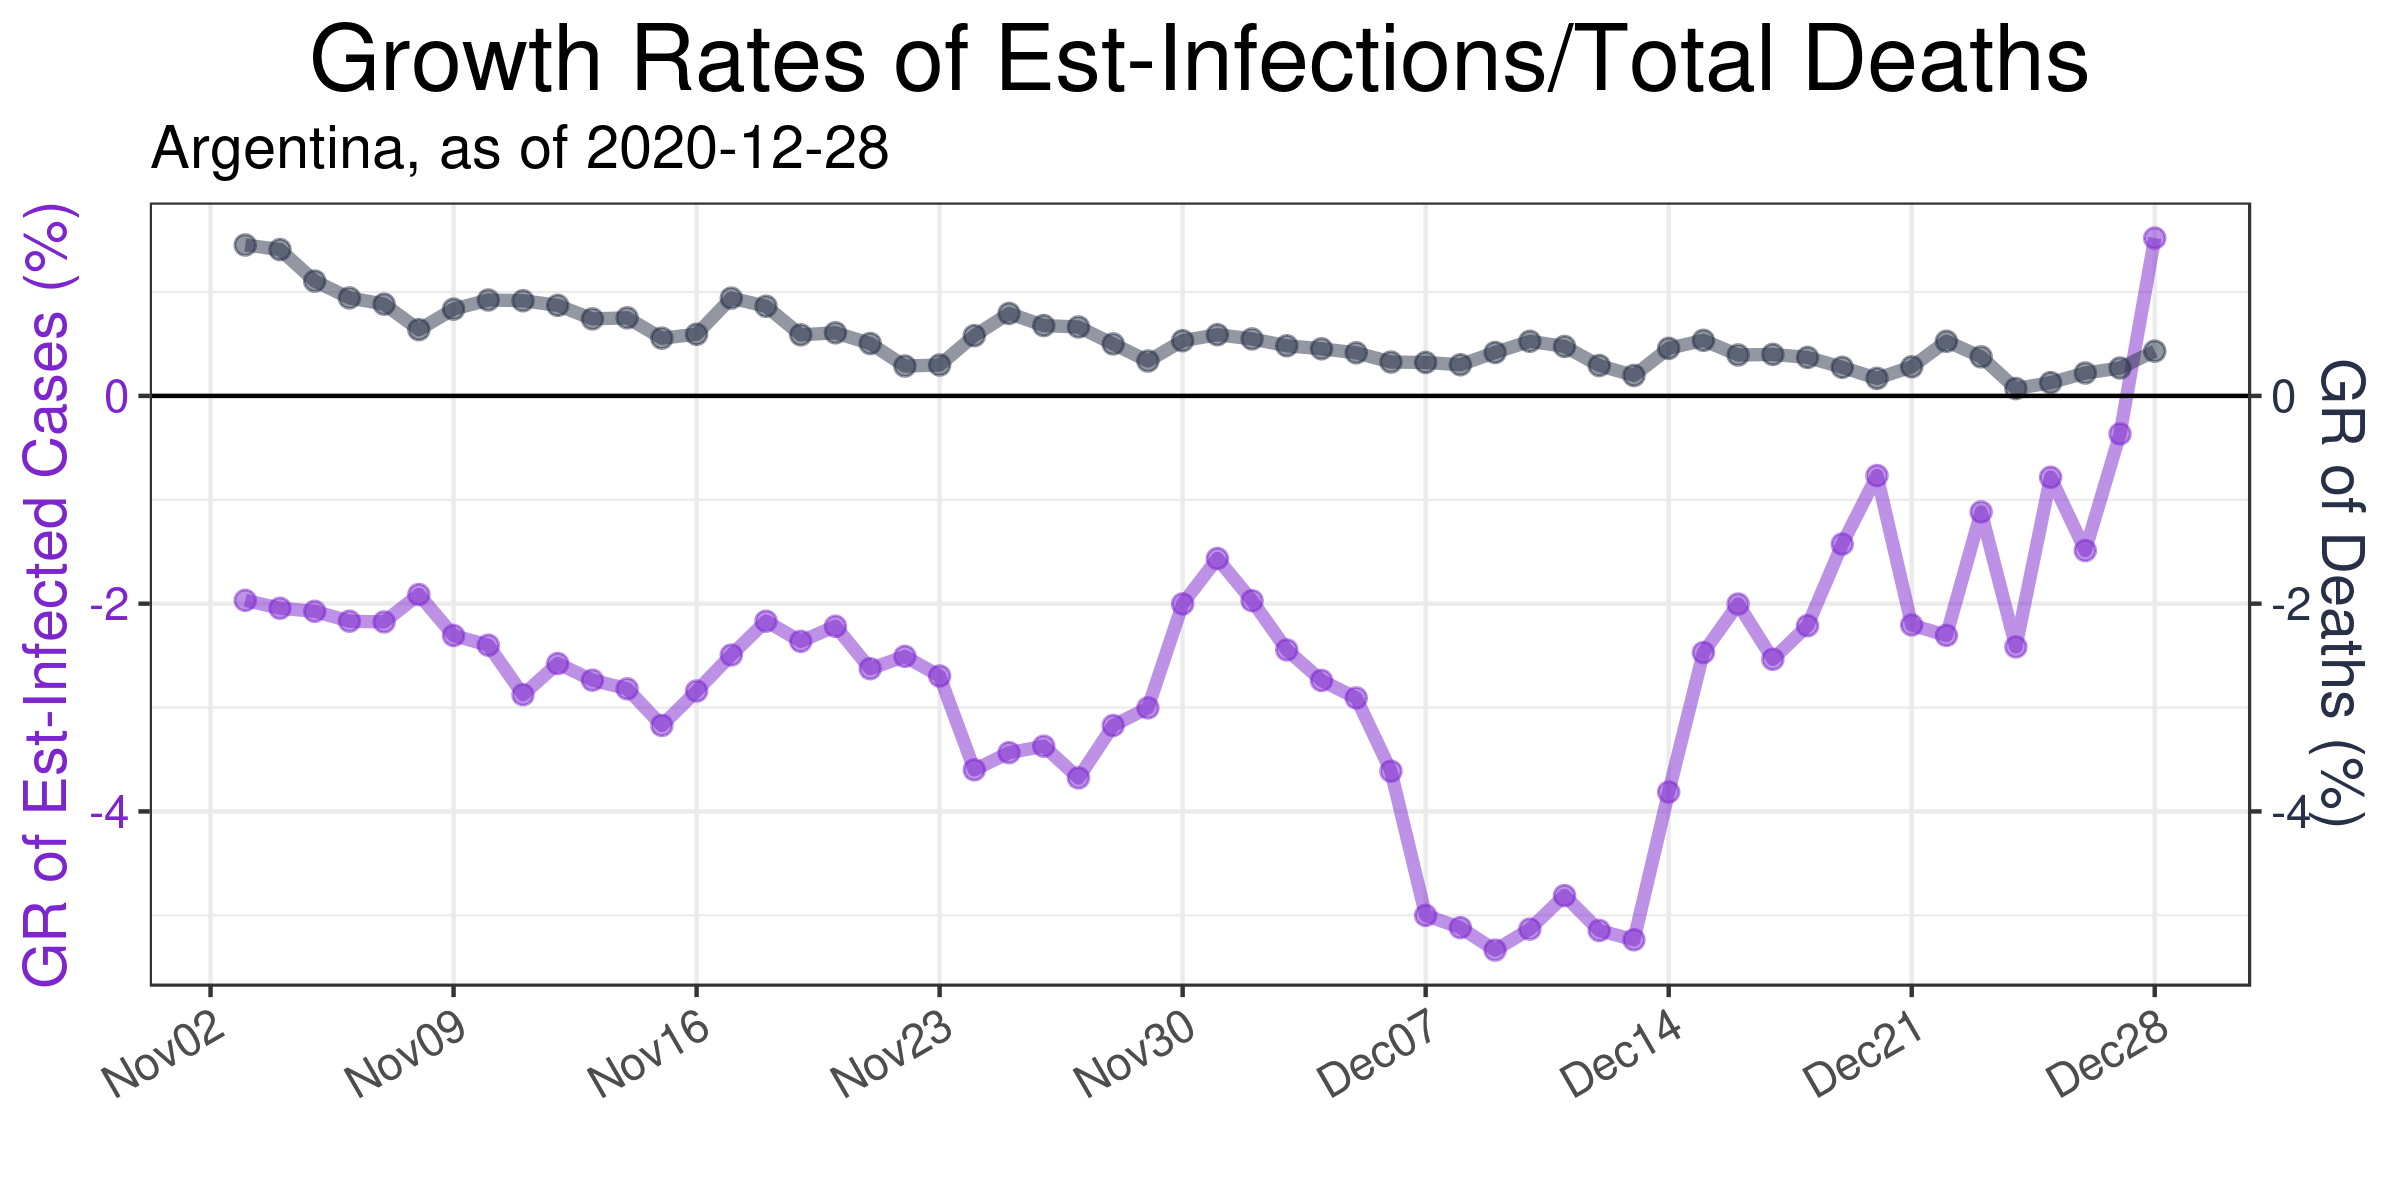 Growth Rates of Est-Infections/Total Deaths
Argentina, as of 2020-12-28
GR of Est-Infected Cases (%)
0
-2
-4
0
-2
-4
GR of Deaths (%)
Nov02
Nov09
Nov16
Nov23
Nov30
Dec07
Dec14
Dec21
Dec28